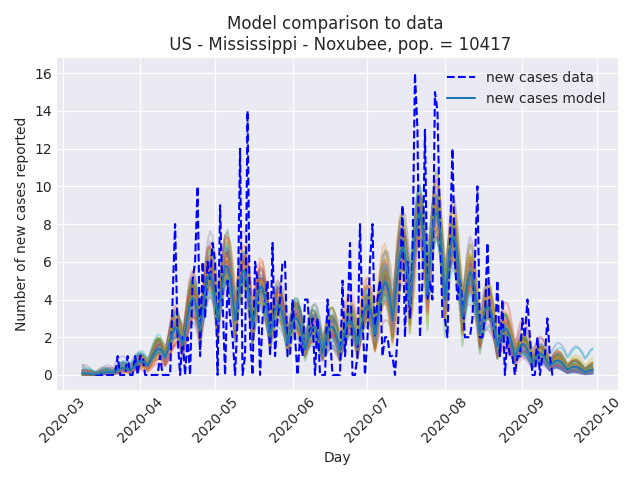 Model comparison to data
US - Mississippi - Noxubee, pop. = 10417
new cases data
new cases model
Number of new cases reported
16
14
12
10
8
6
4
2
0
2020-03
2020-04
2020-05
2020-06
2020-07
2020-08
2020-09
2020-10
Day